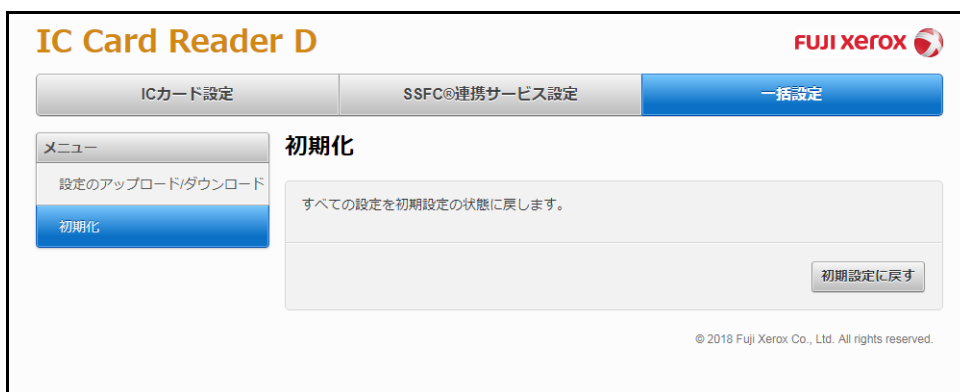 IC Card Reader D
FUJI xerox
ICカード設定
SSFC®連携サービス設定
一括設定
メニュー
設定のアップロード/ダウンロード
初期化
初期化
すべての設定を初期設定の状態に戻します。
初期設定に戻す
© 2018 Fuji Xerox Co., Ltd. All rights reserved.